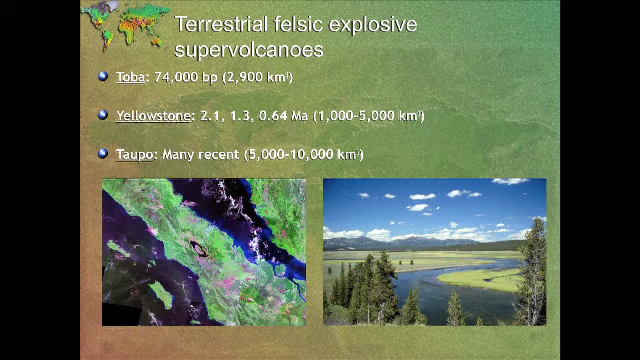 Terrestrial felsic explosive
supervolcanoes
Toba: 74,000 bp (2,900 km³)
Yellowstone: 2.1, 1.3, 0.64 Ma (1,000-5,000 km³)
Taupo: Many recent (5,000-10,000 km³)